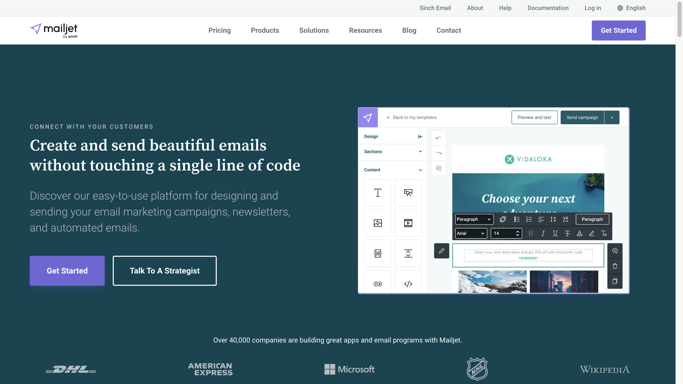 Sinch Email About Help Documentation Log in English
mailjet
by sinch
Pricing Products Solutions Resources Blog Contact Get Started
CONNECT WITH YOUR CUSTOMERS
Create and send beautiful emails
without touching a single line of code
Discover our easy-to-use platform for designing and
sending your email marketing campaigns, newsletters,
and automated emails.
Get Started Talk To A Strategist
Back to my templates Preview and test Send campaign
Design
Sections
Content
VIDALOKA
Choose your next
Paragraph Paragraph
Arial 14
Select your next destination and get 20% off with the promo code
Over 40,000 companies are building great apps and email programs with Mailjet.
DHL
AMERICAN
EXPRESS
Microsoft
NHL
WIKIPEDIA